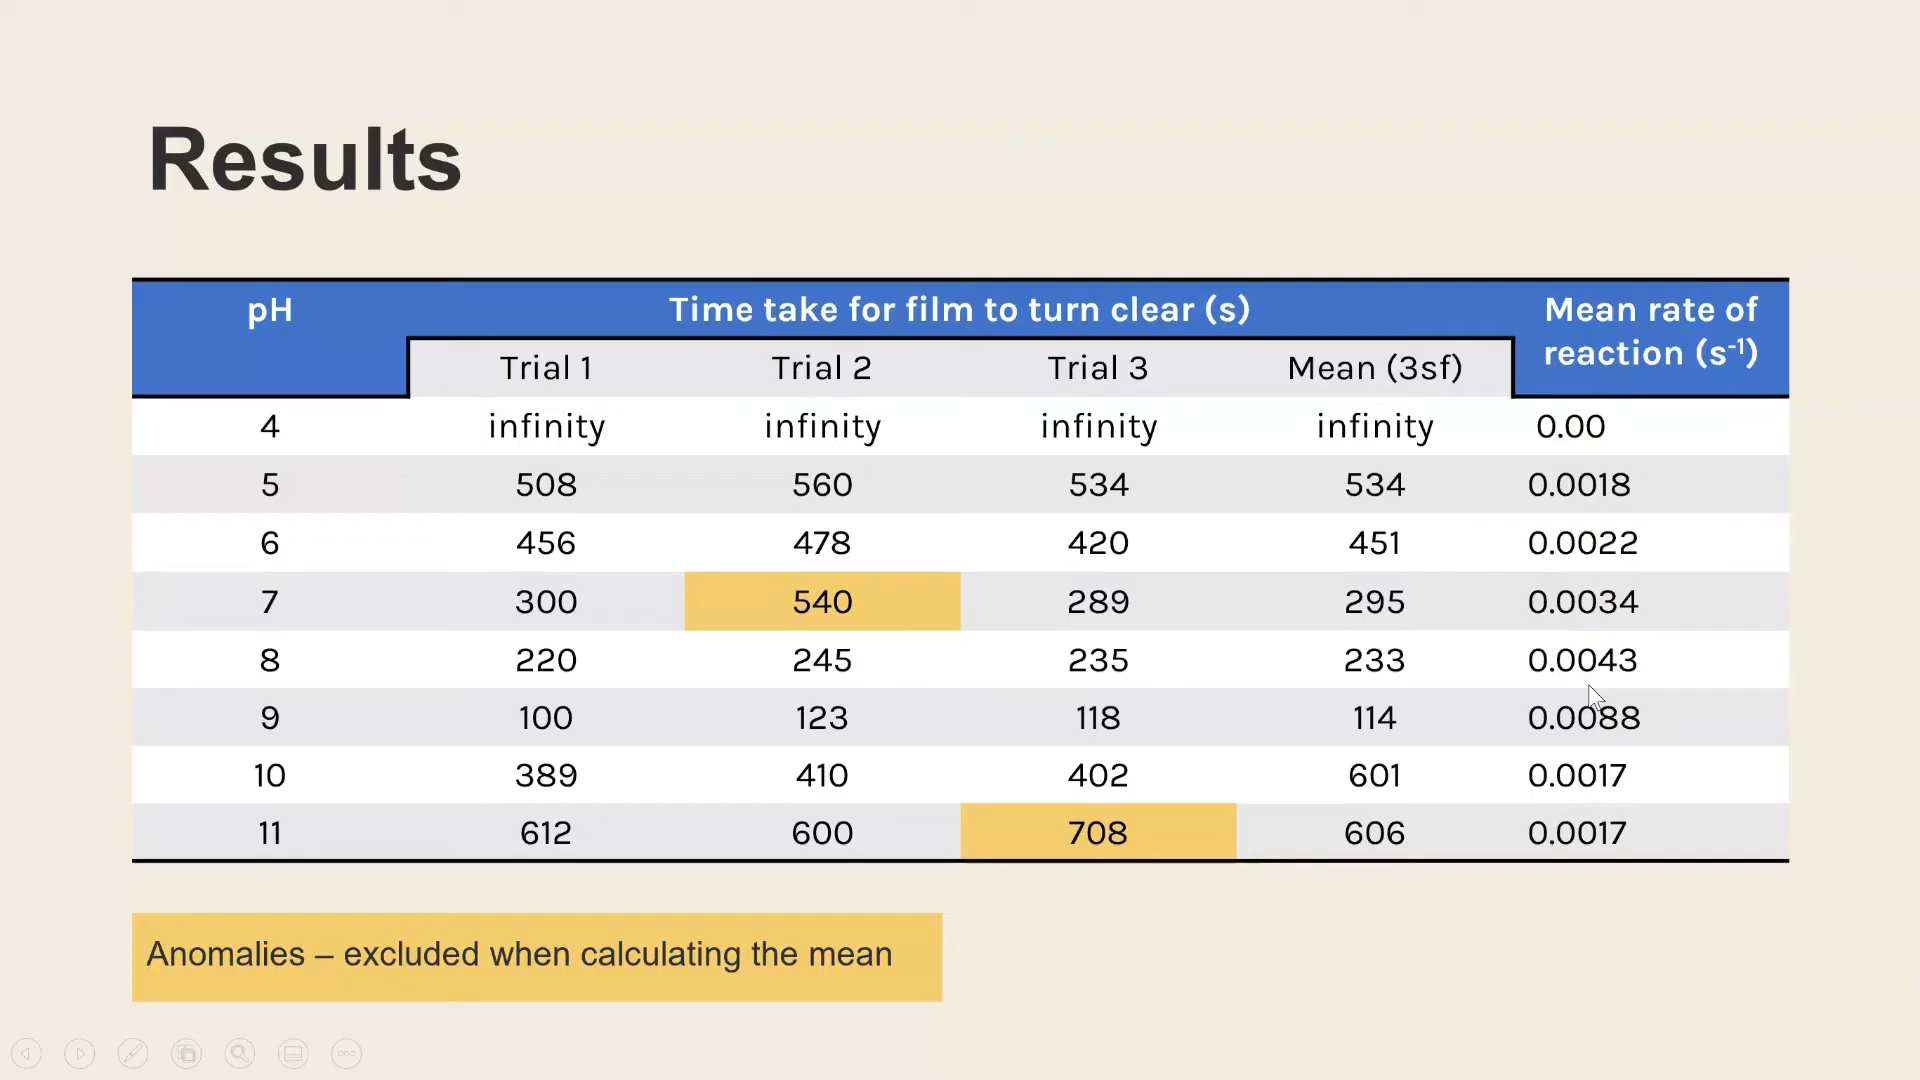 Results
pH Time take for film to turn clear (s) Mean rate of
reaction (s⁻¹)
Trial 1 Trial 2 Trial 3 Mean (3sf)
4 infinity infinity infinity infinity 0.00
5 508 560 534 534 0.0018
6 456 478 420 451 0.0022
7 300 540 289 295 0.0034
8 220 245 235 233 0.0043
9 100 123 118 114 0.0088
10 389 410 402 601 0.0017
11 612 600 708 606 0.0017
Anomalies – excluded when calculating the mean